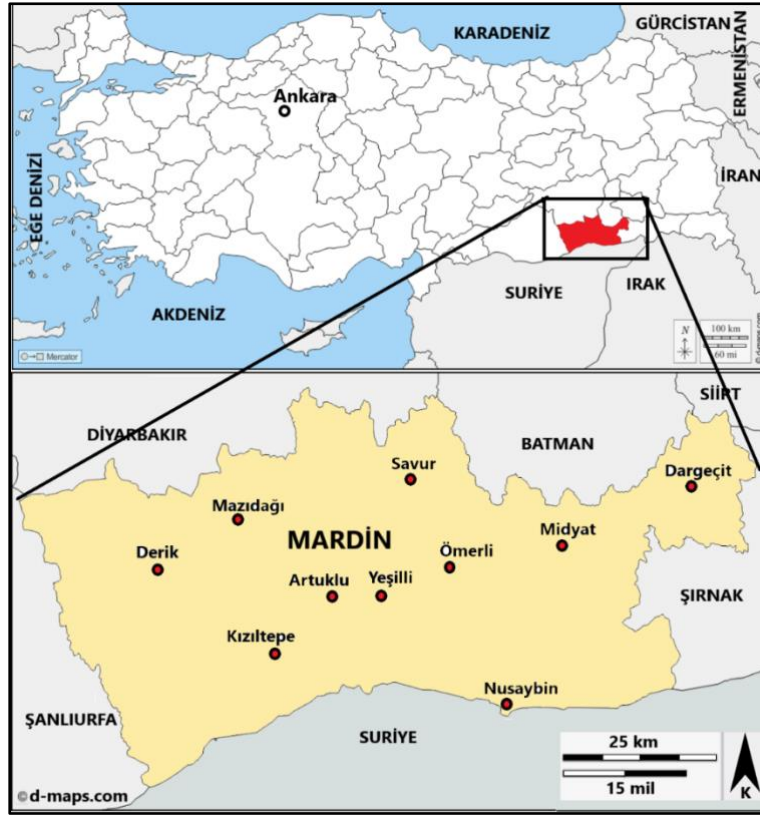 KARADENİZ
GÜRCİSTAN
ERMENİSTAN
Ankara
EGE DENİZİ
İRAN
SURİYE
IRAK
AKDENİZ
N
100 km
60 mi
Mercator
© d-maps.com
SİİRT
DİYARBAKIR
BATMAN
Savur
Dargeçit
Mazıdağı
MARDİN
Midyat
Derik
Ömerli
Artuklu
Yeşilli
ŞIRNAK
Kızıltepe
Nusaybin
ŞANLIURFA
SURİYE
25 km
15 mil
K
© d-maps.com